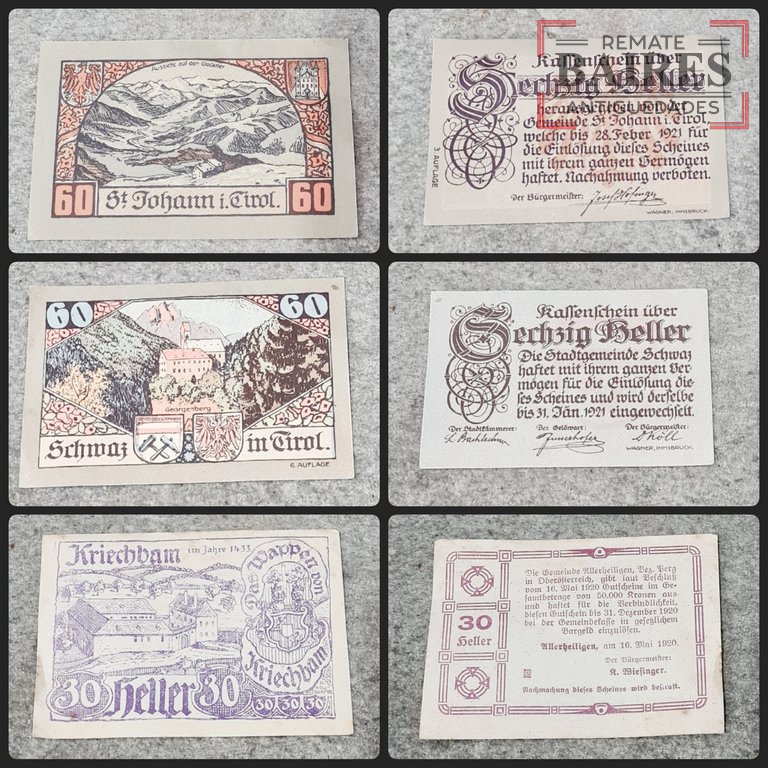 Aussicht auf den Glockner
60 St Johann i. Tirol. 60
REMATE
BAIRES
ANTIGUEDADES
Kassenschein über
Sechzig Heller
herausgegeben von der
Gemeinde St Johann i. Tirol,
welche bis 28. Feber 1921 für
die Einlösung dieses Scheines
mit ihrem ganzen Vermögen
haftet. Nachahmung verboten.
Der Bürgermeister:
3. AUFLAGE
WAGNER, INNSBRUCK.
60 60
Georgenberg
Schwaz in Tirol.
6. AUFLAGE
Kassenschein über
Sechzig Heller
Die Stadtgemeinde Schwaz
haftet mit ihrem ganzen Ver
mögen für die Einlösung die
ses Scheines und wird derselbe
bis 31. Jän. 1921 eingewechselt.
Der Stadtkämmerer: Der Geldwart: Der Bürgermeister:
WAGNER, INNSBRUCK.
Kriechbam im Jahre 1433
Das Wappen von
Kriechbam
30 Heller 30
30 30 30
Die Gemeinde Allerheiligen, Bez. Perg
in Oberösterreich, gibt laut Beschluß
vom 16. Mai 1920 Gutscheine im Ge-
samtbetrage von 50.000 Kronen aus
und haftet für die Verbindlichkeit,
diesen Gutschein bis 31. Dezember 1920
bei der Gemeindekasse in gesetzlichem
Bargeld einzulösen.
30
Heller
Allerheiligen, am 16. Mai 1920.
Der Bürgermeister:
K. Wiesinger.
Nachmachung dieses Scheines wird bestraft.